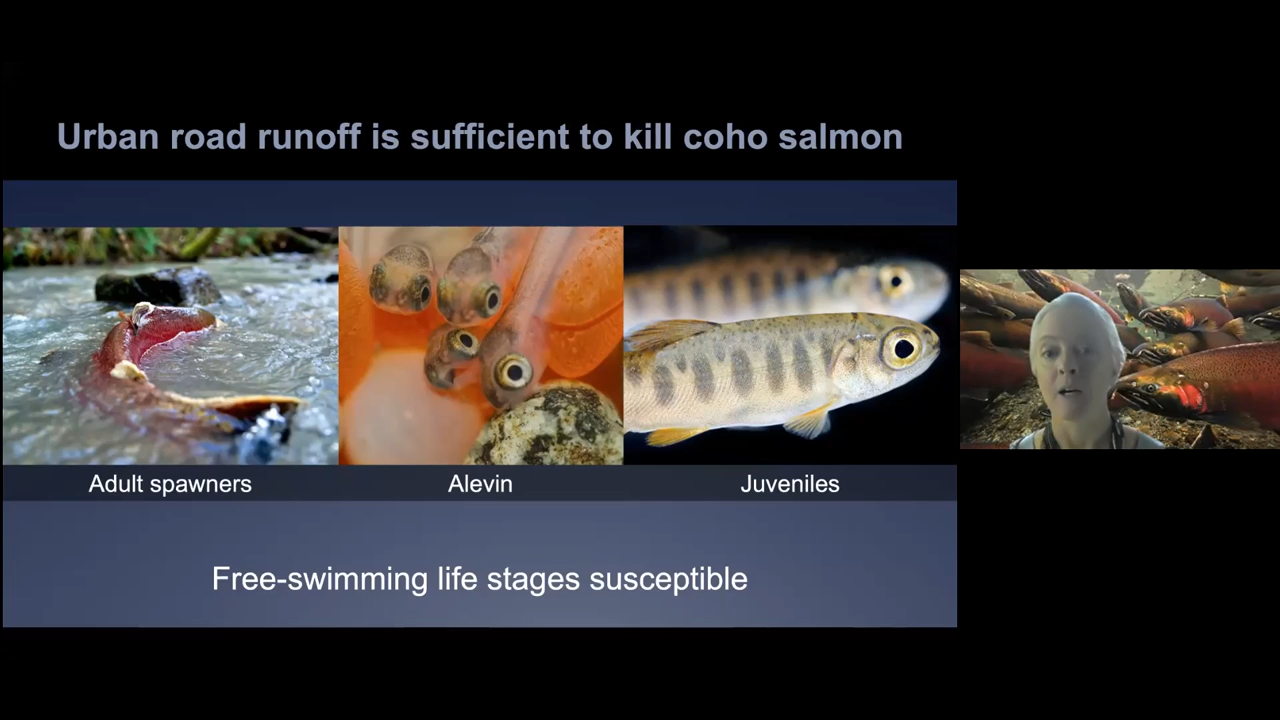 Urban road runoff is sufficient to kill coho salmon
Adult spawners
Alevin
Juveniles
Free-swimming life stages susceptible